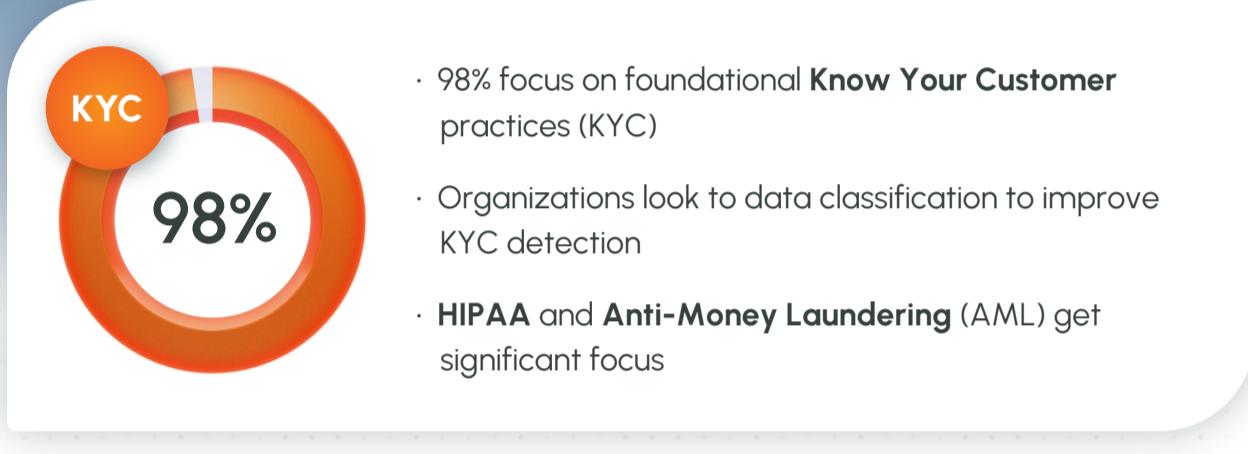 KYC
98%
· 98% focus on foundational Know Your Customer
practices (KYC)
· Organizations look to data classification to improve
KYC detection
· HIPAA and Anti-Money Laundering (AML) get
significant focus